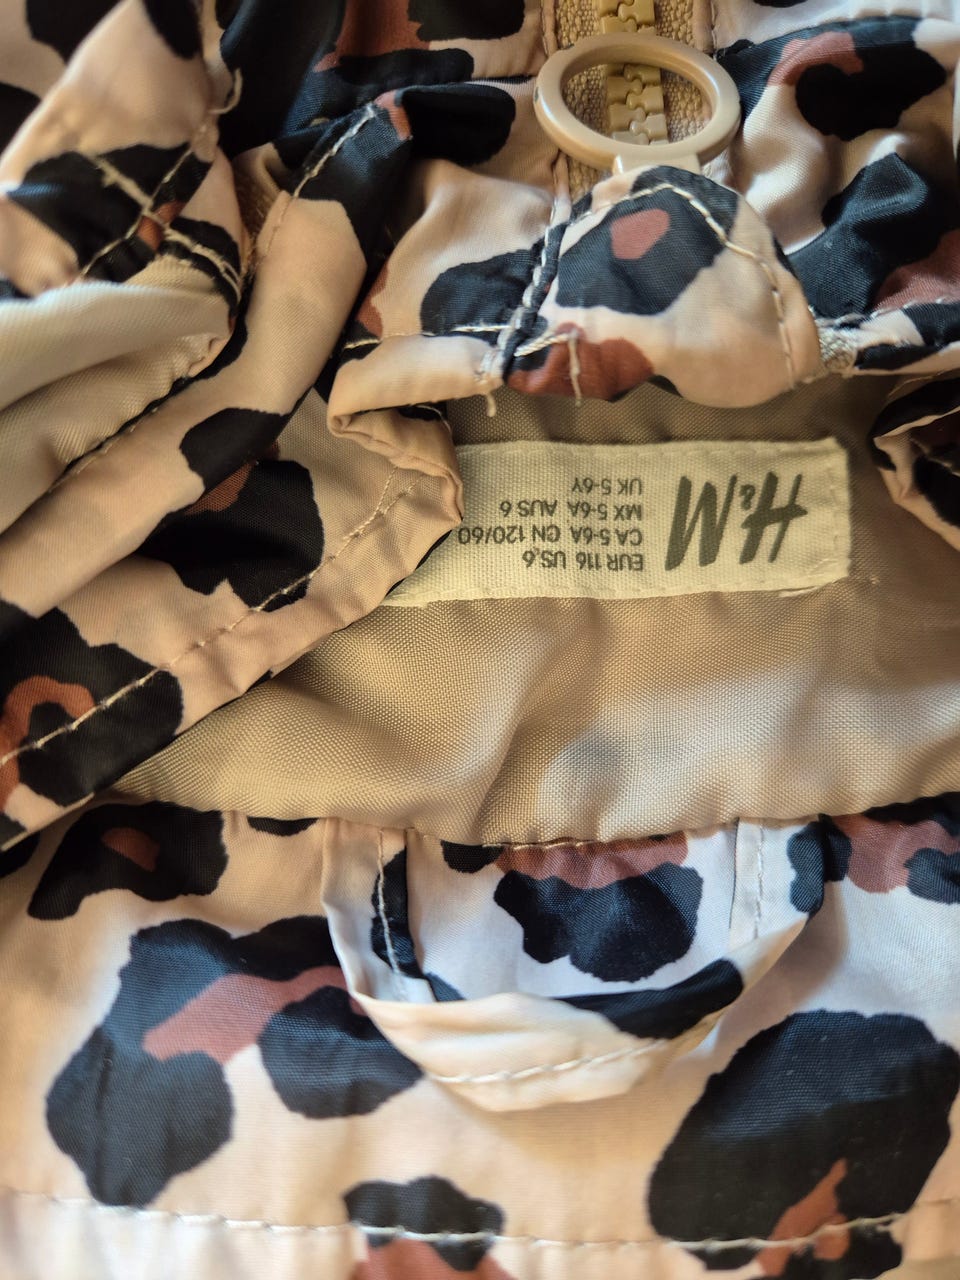 H&M
EUR 116 US 6
CA 5-6A CN 120/60
MX 5-6A AUS 6
UK 5-6Y